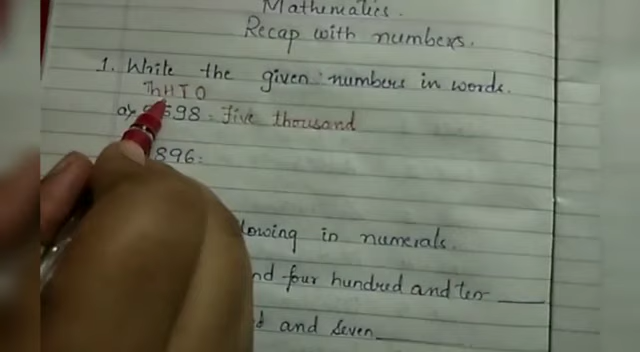 Mathematics.
Recap with numbers.
1. Write the given numbers in words.
Th H T O
a) 5598: Five thousand
896:
lowing in numerals.
nd four hundred and ten
d and seven